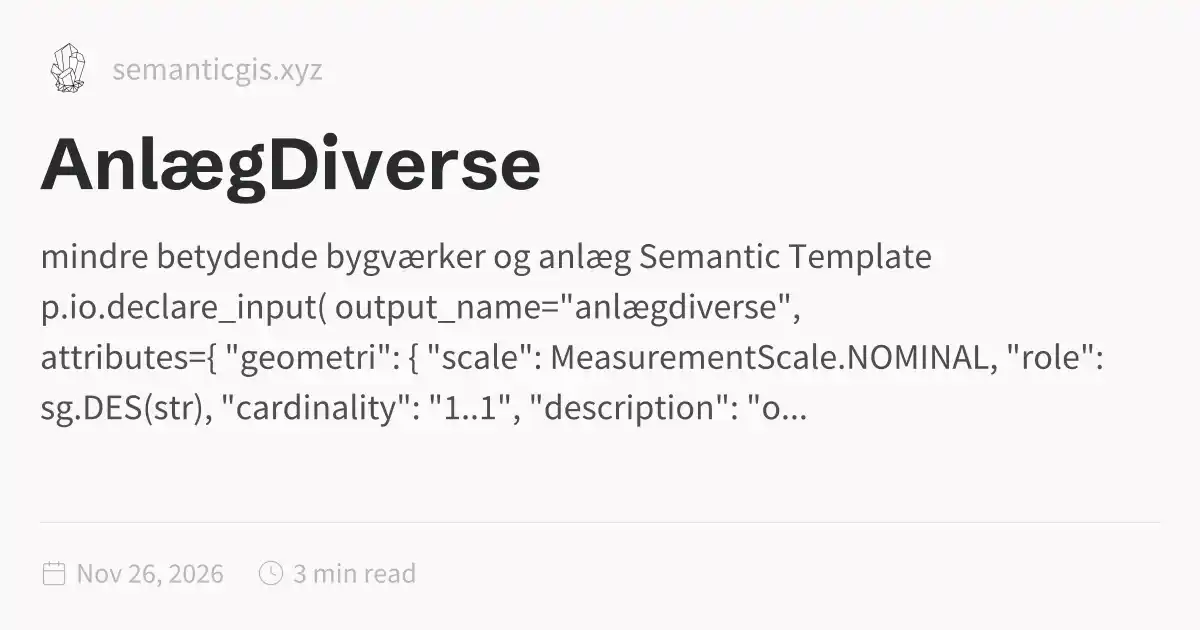 semanticgis.xyz
AnlægDiverse
mindre betydende bygværker og anlæg Semantic Template
p.io.declare_input( output_name="anlægdiverse",
attributes={ "geometri": { "scale": MeasurementScale.NOMINAL, "role":
sg.DES(str), "cardinality": "1..1", "description": "o...
Nov 26, 2026 3 min read